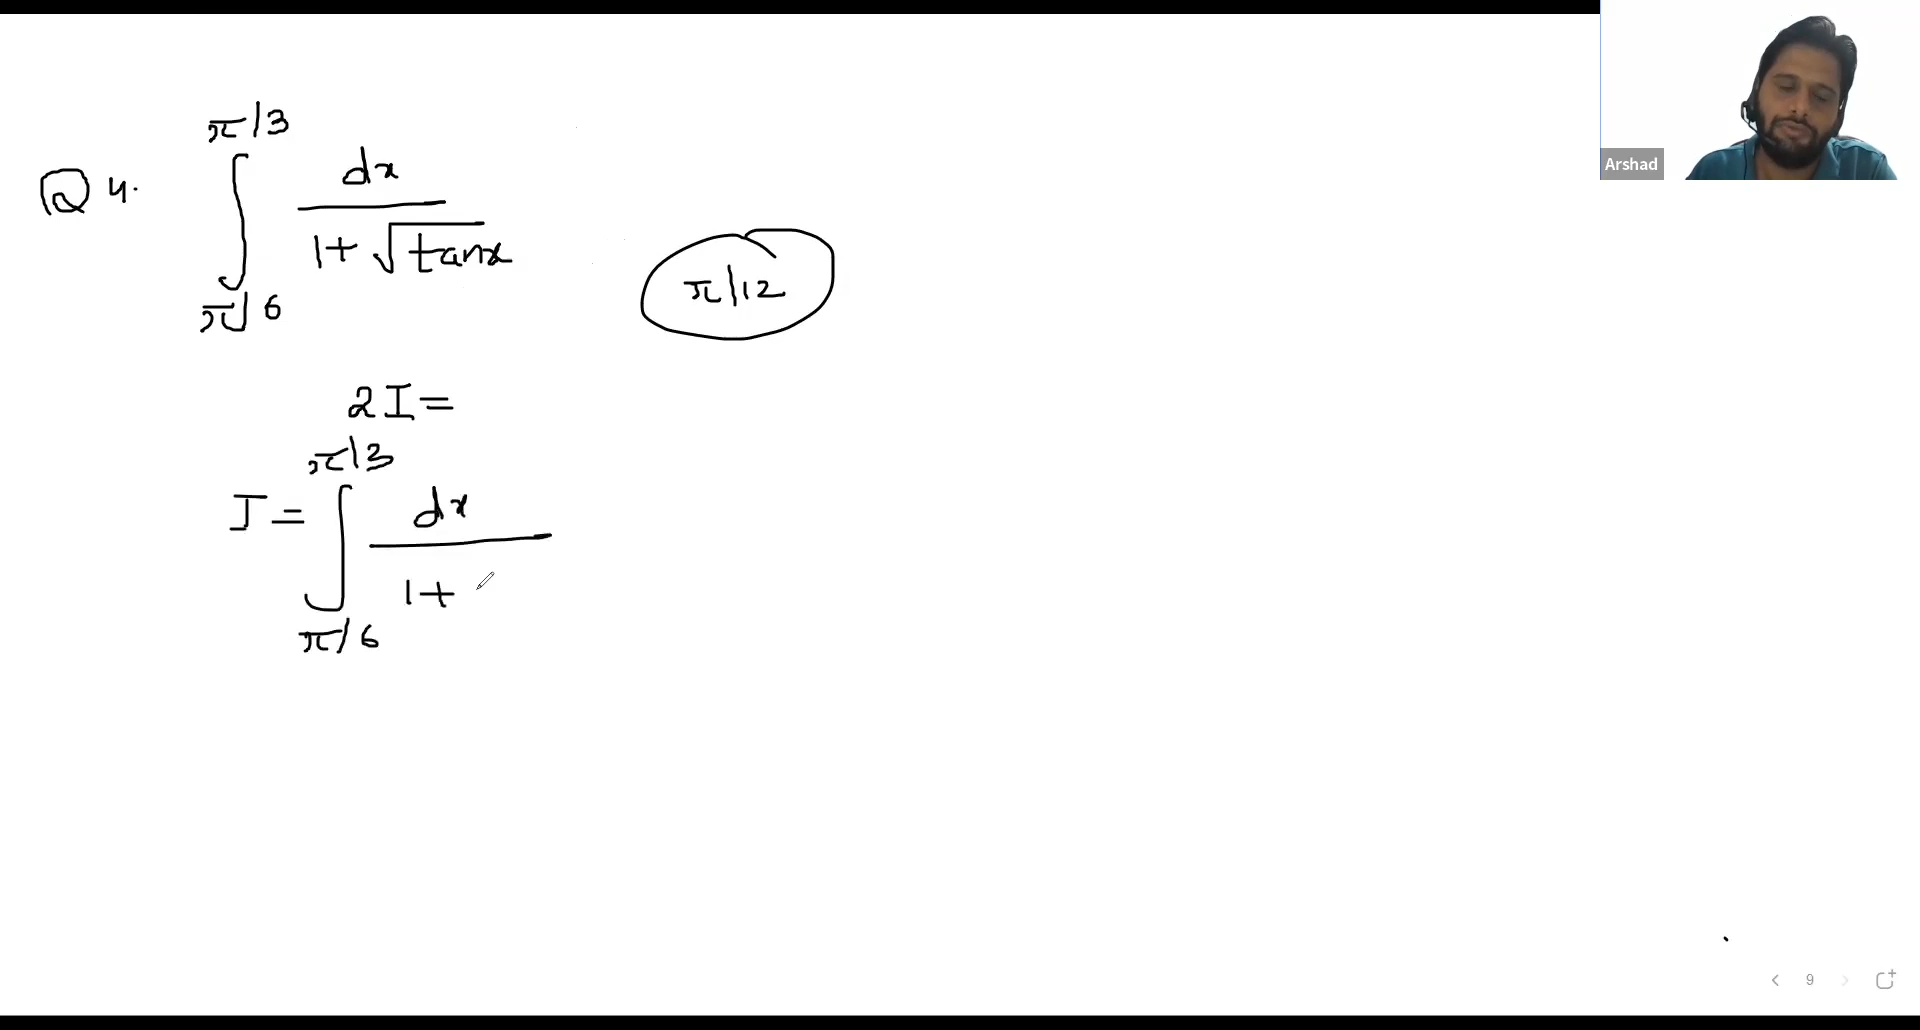 Arshad
π/3
Q 4. ∫ dx
1+ √tanx
π/6
π/12
2I=
π/3
I= ∫ dx
1+
π/6
9